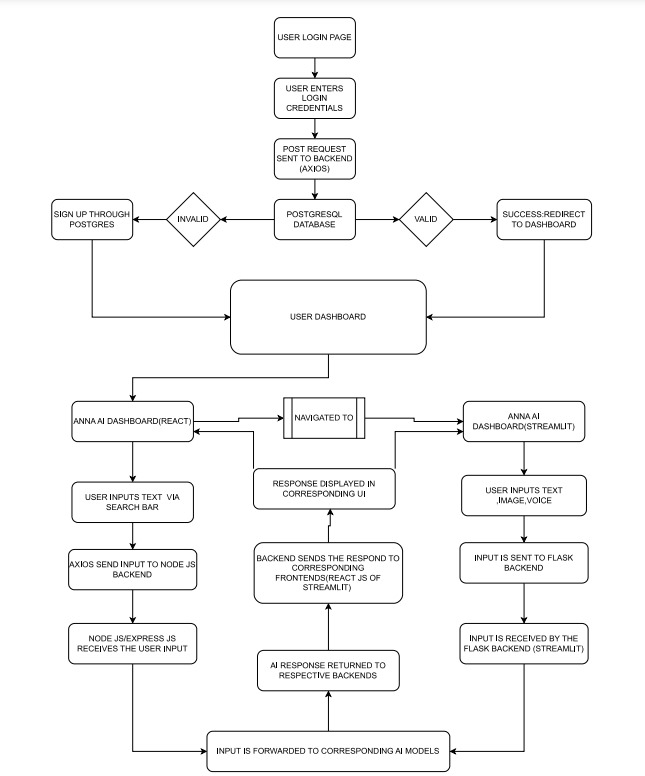 USER LOGIN PAGE
USER ENTERS
LOGIN
CREDENTIALS
POST REQUEST
SENT TO BACKEND
(AXIOS)
SIGN UP THROUGH
POSTGRES
INVALID
POSTGRESQL
DATABASE
VALID
SUCCESS:REDIRECT
TO DASHBOARD
USER DASHBOARD
ANNA AI DASHBOARD(REACT)
NAVIGATED TO
ANNA AI
DASHBOARD(STREAMLIT)
USER INPUTS TEXT VIA
SEARCH BAR
RESPONSE DISPLAYED IN
CORRESPONDING UI
USER INPUTS TEXT
,IMAGE,VOICE
AXIOS SEND INPUT TO NODE JS
BACKEND
BACKEND SENDS THE RESPOND TO
CORRESPONDING
FRONTENDS(REACT JS OF
STREAMLIT)
INPUT IS SENT TO FLASK
BACKEND
NODE JS/EXPRESS JS
RECEIVES THE USER INPUT
AI RESPONSE RETURNED TO
RESPECTIVE BACKENDS
INPUT IS RECEIVED BY THE
FLASK BACKEND (STREAMLIT)
INPUT IS FORWARDED TO CORRESPONDING AI MODELS